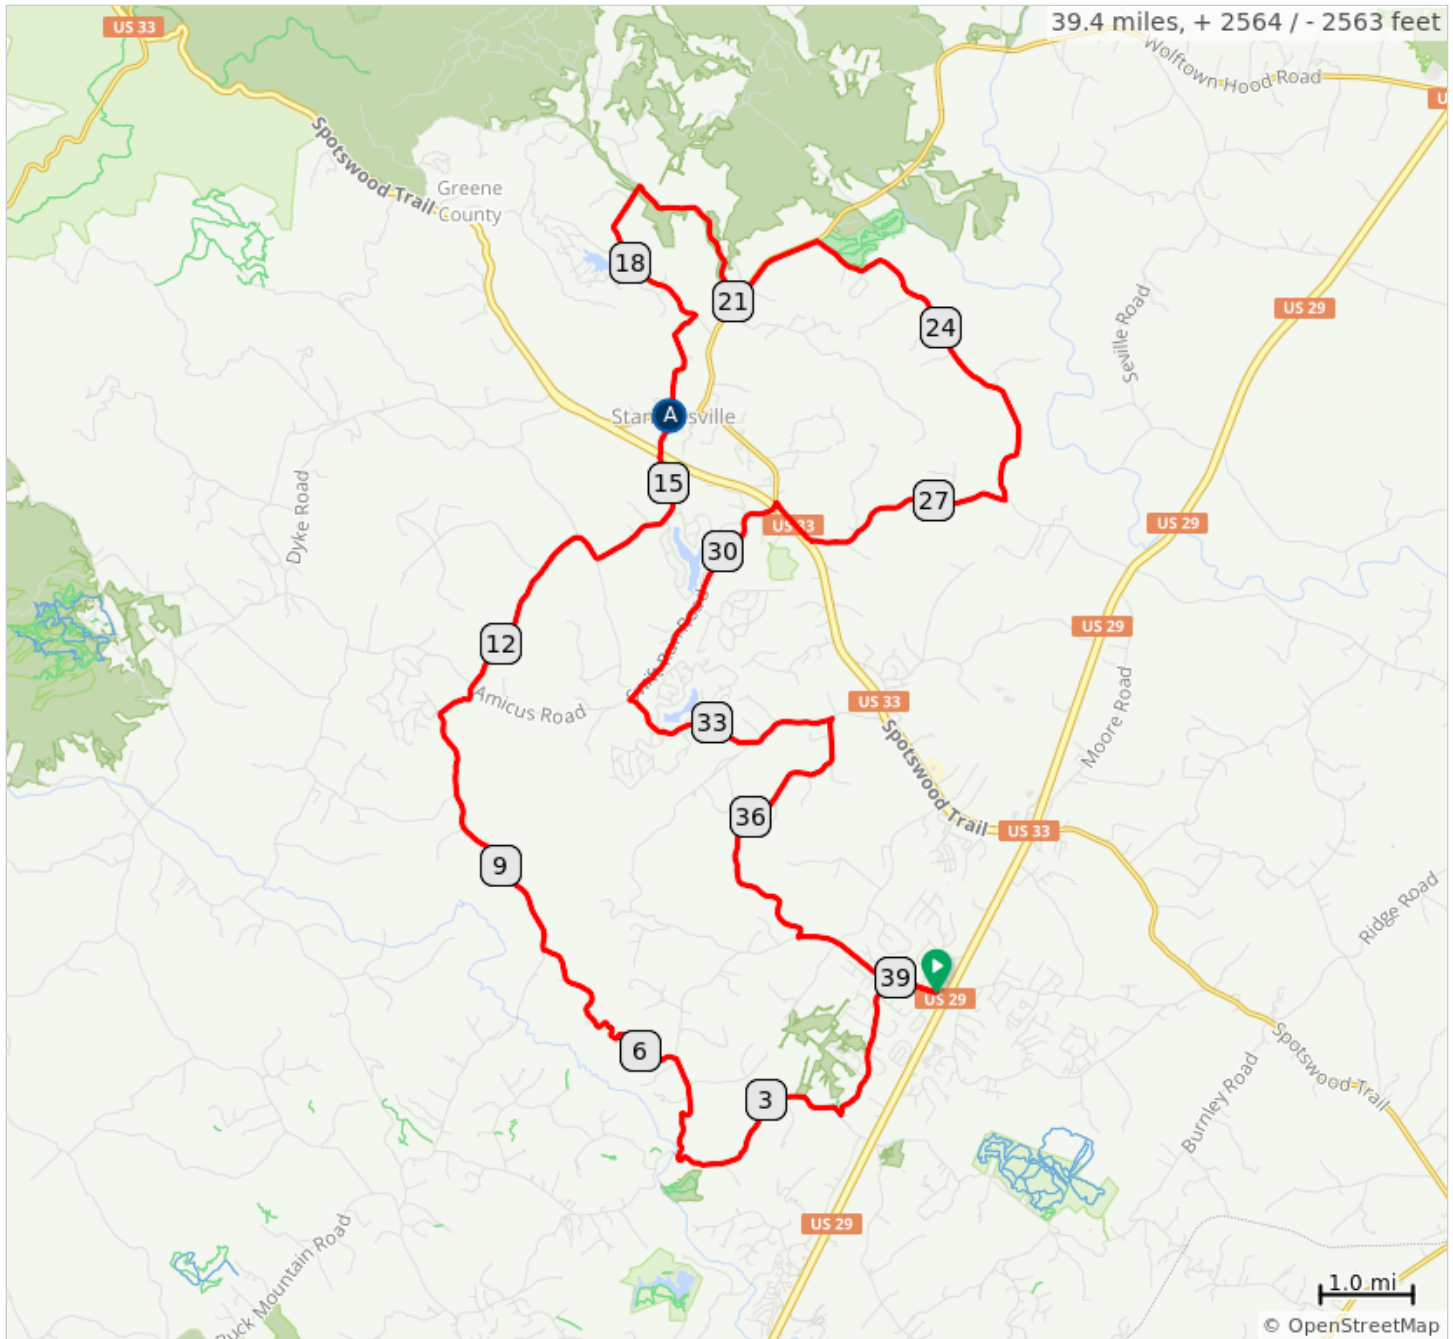 39.4 miles, + 2564 / - 2563 feet
US 33
Wolftown Hood Road
U
Spotswood Trail
Greene
County
18
21
24
Seville Road
US 29
A
15
27
US 33
US 29
Dyke Road
30
12
US 29
Amicus Road
33
US 33
Moore Road
Spotswood Trail
36
US 33
9
Ridge Road
39
US 29
6
Spotswood Trail
3
Burnley Road
US 29
Buck Mountain Road
1.0 mi
© OpenStreetMap